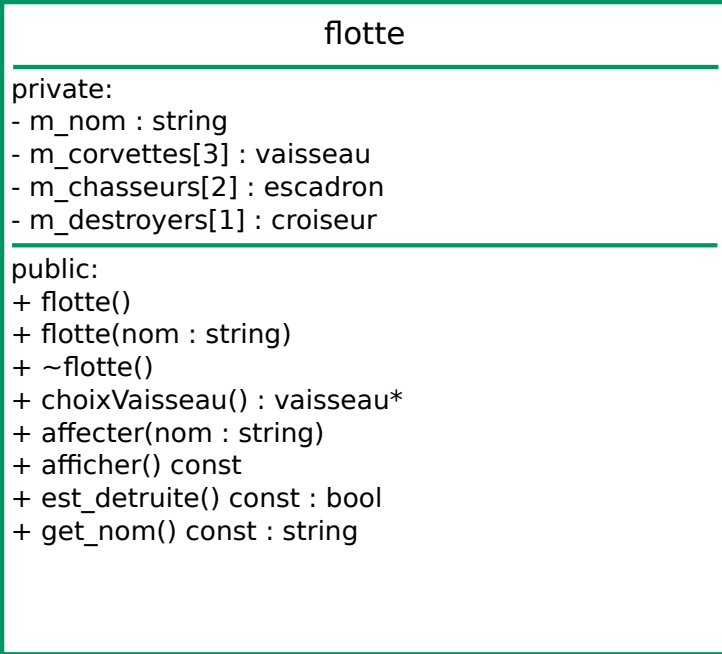 flotte
private:
- m_nom : string
- m_corvettes[3] : vaisseau
- m_chasseurs[2] : escadron
- m_destroyers[1] : croiseur
public:
+ flotte()
+ flotte(nom : string)
+ ~flotte()
+ choixVaisseau() : vaisseau*
+ affecter(nom : string)
+ afficher() const
+ est_detruite() const : bool
+ get_nom() const : string